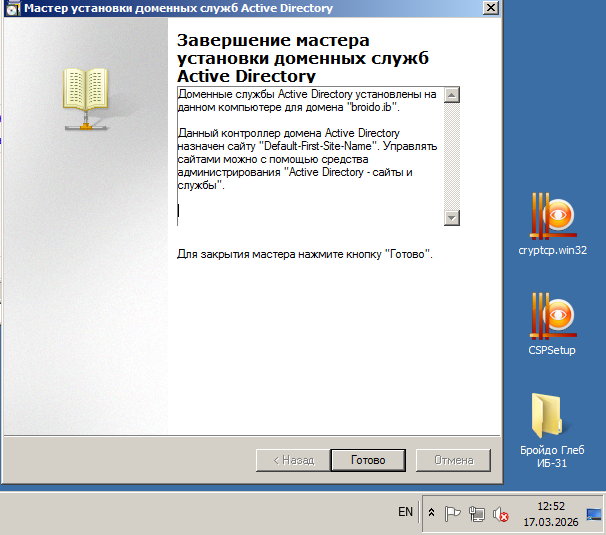 Мастер установки доменных служб Active Directory
Завершение мастера
установки доменных служб
Active Directory
Доменные службы Active Directory установлены на
данном компьютере для домена "broido.ib".
Данный контроллер домена Active Directory
назначен сайту "Default-First-Site-Name". Управлять
сайтами можно с помощью средства
администрирования "Active Directory - сайты и
службы".
Для закрытия мастера нажмите кнопку "Готово".
< Назад
Готово
Отмена
cryptcp.win32
CSPSetup
Бройдо Глеб
ИБ-31
EN
12:52
17.03.2026